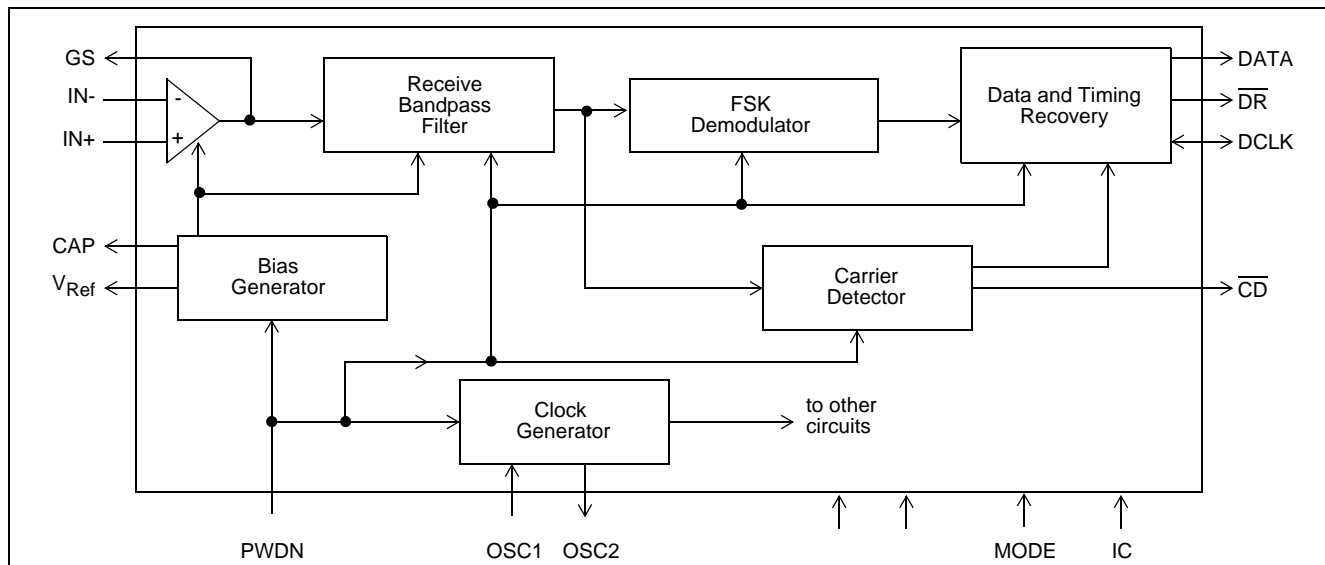 GS
IN-
IN+
-
+
Receive
Bandpass
Filter
FSK
Demodulator
Data and Timing
Recovery
DATA
DR
DCLK
CAP
VRef
Bias
Generator
Carrier
Detector
CD
Clock
Generator
to other
circuits
PWDN
OSC1
OSC2
MODE
IC